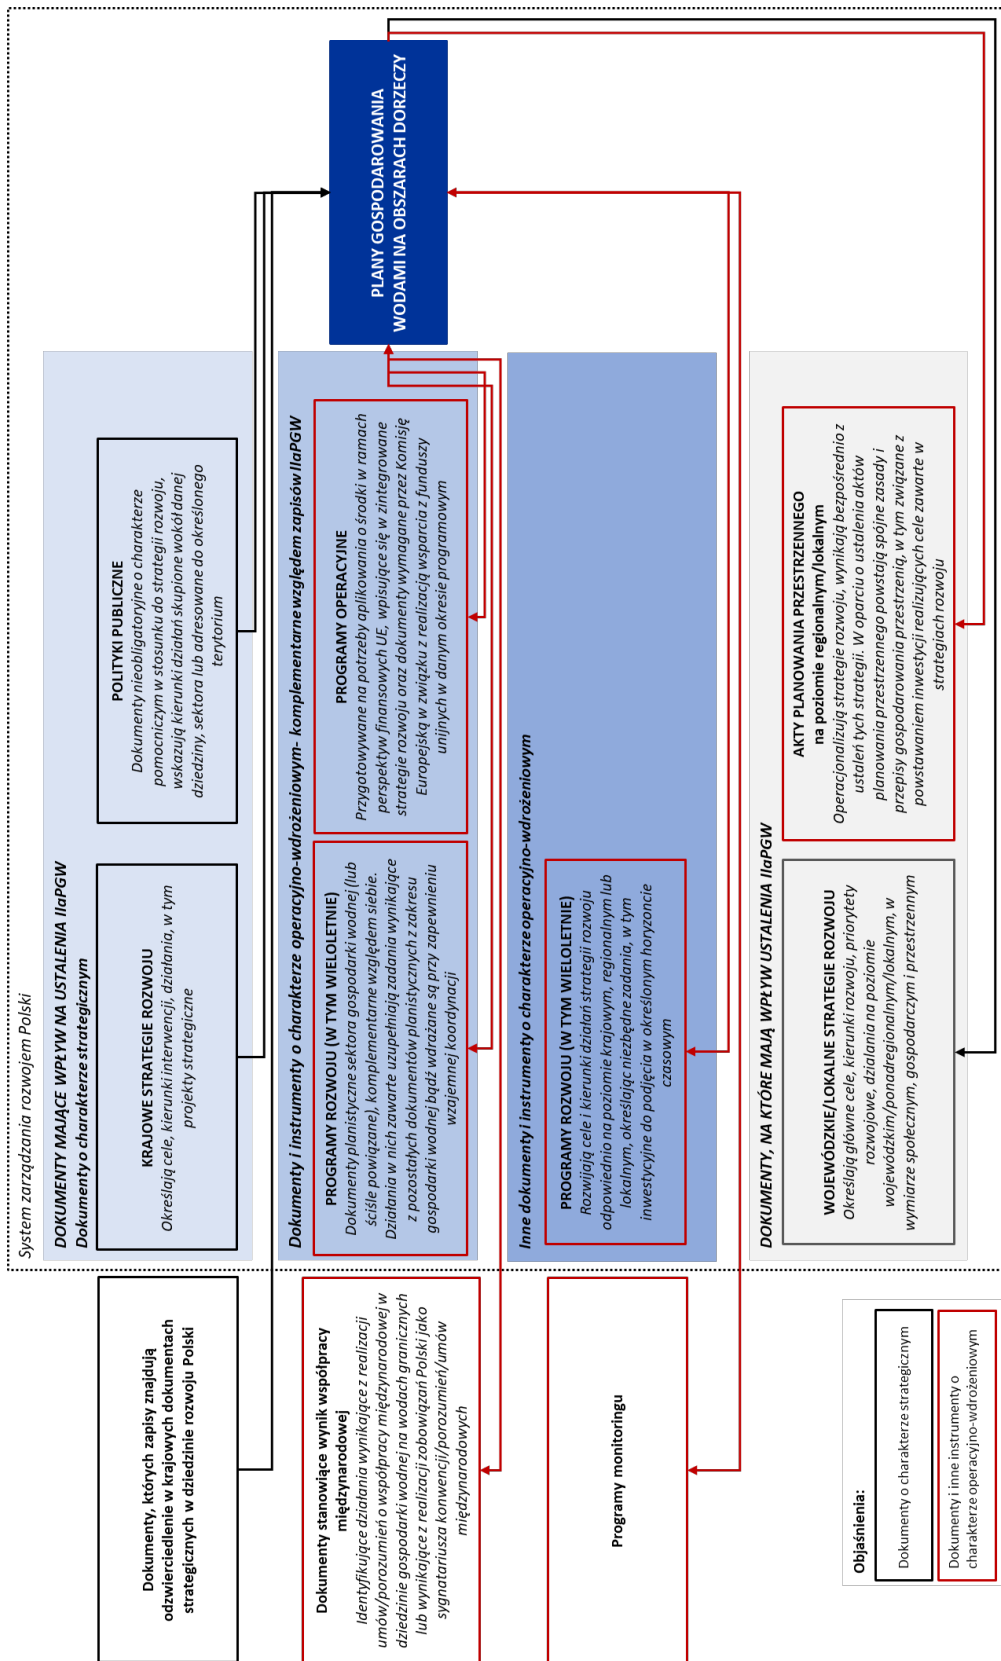 System zarządzania rozwojem Polski
DOKUMENTY MAJĄCE WPŁYW NA USTALENIA IIaPGW
Dokumenty o charakterze strategicznym
KRAJOWE STRATEGIE ROZWOJU
Określają cele, kierunki interwencji, działania, w tym
projekty strategiczne
POLITYKI PUBLICZNE
Dokumenty nieobligatoryjne o charakterze
pomocniczym w stosunku do strategii rozwoju,
wskazują kierunki działań skupione wokół danej
dziedziny, sektora lub adresowane do określonego
terytorium
Dokumenty, których zapisy znajdują
odzwierciedlenie w krajowych dokumentach
strategicznych w dziedzinie rozwoju Polski
Dokumenty i instrumenty o charakterze operacyjno-wdrożeniowym- komplementarne względem zapisów IIaPGW
PROGRAMY ROZWOJU (W TYM WIELOLETNIE)
Dokumenty planistyczne sektora gospodarki wodnej (lub
ściśle powiązane), komplementarne względem siebie.
Działania w nich zawarte uzupełniają zadania wynikające
z pozostałych dokumentów planistycznych z zakresu
gospodarki wodnej bądź wdrażane są przy zapewnieniu
wzajemnej koordynacji
PROGRAMY OPERACYJNE
Przygotowywane na potrzeby aplikowania o środki w ramach
perspektyw finansowych UE, wpisujące się w zintegrowane
strategie rozwoju oraz dokumenty wymagane przez Komisję
Europejską w związku z realizacją wsparcia z funduszy
unijnych w danym okresie programowym
PLANY GOSPODAROWANIA
WODAMI NA OBSZARACH DORZECZY
Dokumenty stanowiące wynik współpracy
międzynarodowej
Identyfikujące działania wynikające z realizacji
umów/porozumień o współpracy międzynarodowej w
dziedzinie gospodarki wodnej na wodach granicznych
lub wynikające z realizacji zobowiązań Polski jako
sygnatariusza konwencji/porozumień/umów
międzynarodowych
Inne dokumenty i instrumenty o charakterze operacyjno-wdrożeniowym
PROGRAMY ROZWOJU (W TYM WIELOLETNIE)
Rozwijają cele i kierunki działań strategii rozwoju
odpowiednio na poziomie krajowym, regionalnym lub
lokalnym, określając niezbędne zadania, w tym
inwestycyjne do podjęcia w określonym horyzoncie
czasowym
Programy monitoringu
DOKUMENTY, NA KTÓRE MAJĄ WPŁYW USTALENIA IIaPGW
WOJEWÓDZKIE/LOKALNE STRATEGIE ROZWOJU
Określają główne cele, kierunki rozwoju, priorytety
rozwojowe, działania na poziomie
wojewódzkim/ponadregionalnym/lokalnym, w
wymiarze społecznym, gospodarczym i przestrzennym
AKTY PLANOWANIA PRZESTRZENNEGO
na poziomie regionalnym/lokalnym
Operacjonalizują strategie rozwoju, wynikają bezpośrednio z
ustaleń tych strategii. W oparciu o ustalenia aktów
planowania przestrzennego powstają spójne zasady i
przepisy gospodarowania przestrzenią, w tym związane z
powstawaniem inwestycji realizujących cele zawarte w
strategiach rozwoju
Objaśnienia:
Dokumenty o charakterze strategicznym
Dokumenty i inne instrumenty o
charakterze operacyjno-wdrożeniowym